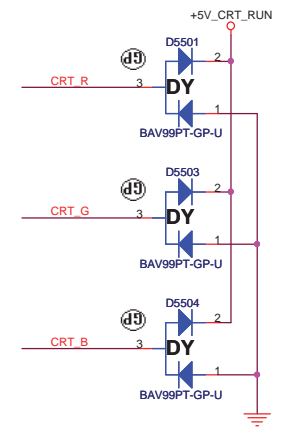 +5V_CRT_RUN
D5501
GP
2
CRT_R
3
DY
1
BAV99PT-GP-U
D5503
GP
2
CRT_G
3
DY
1
BAV99PT-GP-U
D5504
GP
2
CRT_B
3
DY
1
BAV99PT-GP-U